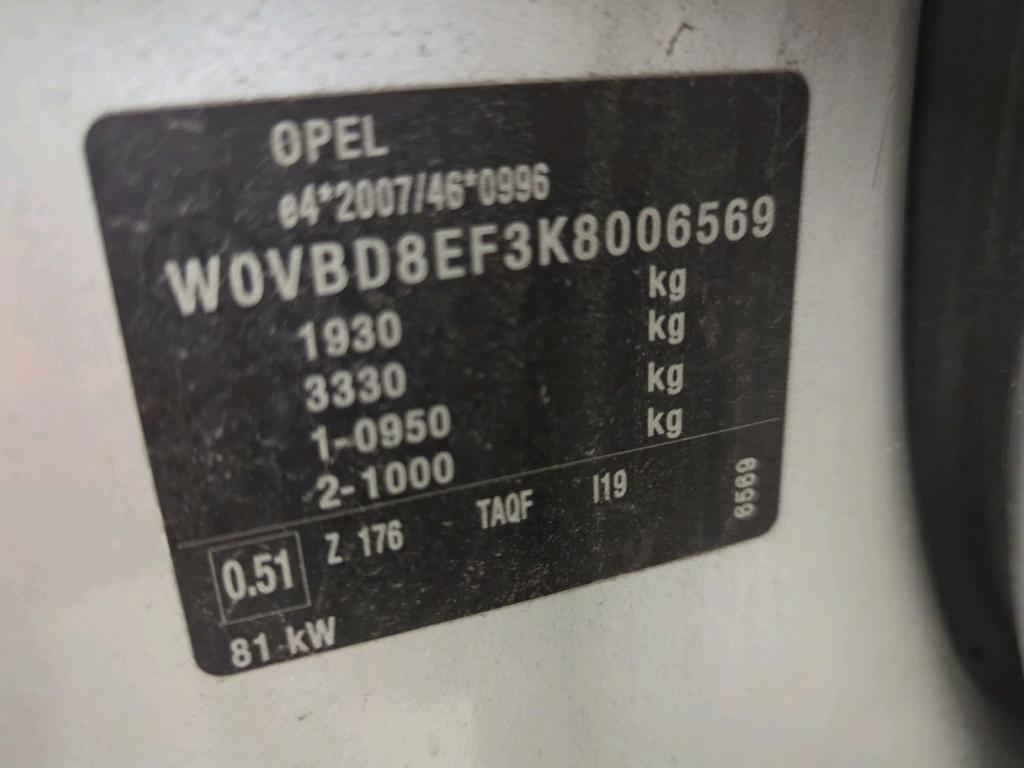 OPEL
e4*2007/46*0996
W0VBD8EF3K8006569
1930 kg
3330 kg
1-0950 kg
2-1000 kg
0.51 Z 176 TAQF I19 6569
81 kW